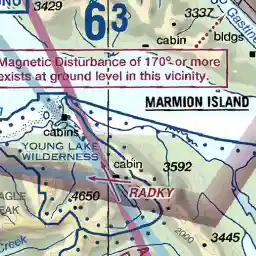 3429
6³
3337
cabin
bldgs
Magnetic Disturbance of 170° or more
exists at ground level in this vicinity.
MARMION ISLAND
cabins
YOUNG LAKE
WILDERNESS
cabin
3592
4650
RADKY
EAK
2000
3445
Creek